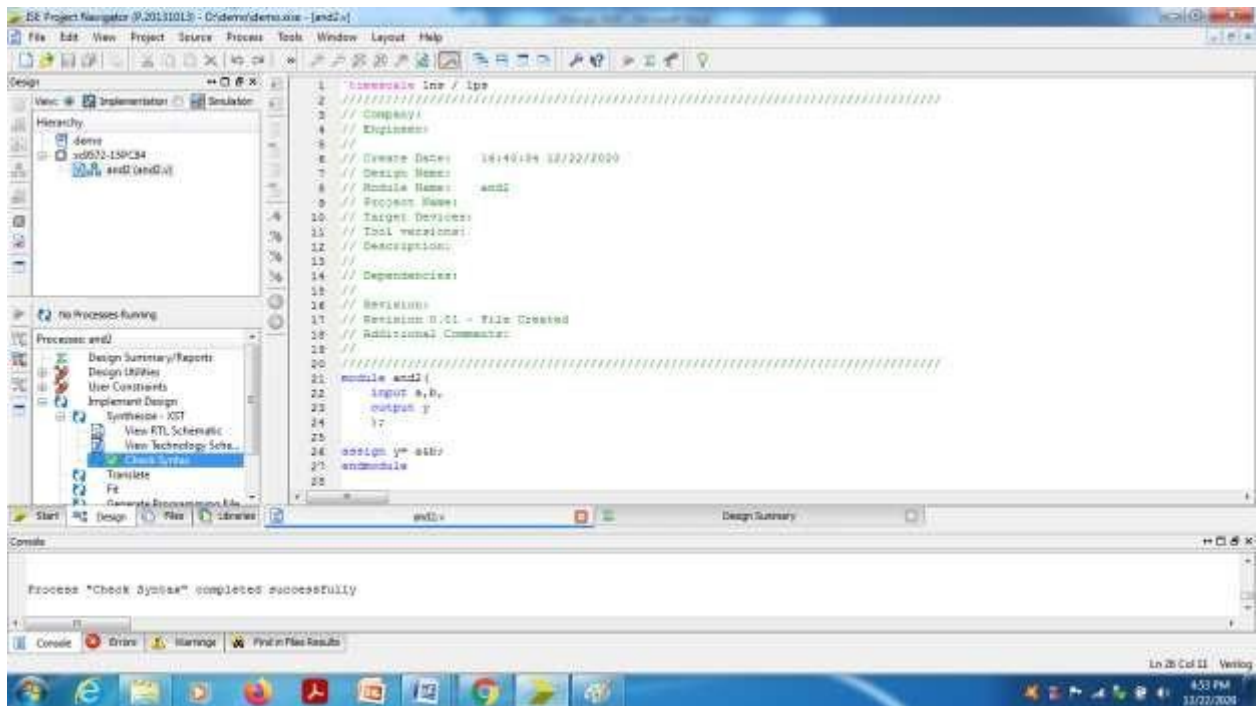 ISE Project Navigator (P.20131013) - D:\demo\demo.xise - [and2.v]
File Edit View Project Source Process Tools Window Layout Help
Design
View: Implementation Simulation
Hierarchy
demo
xc9572-15PC84
and2 (and2.v)
No Processes Running
Processes: and2
Design Summary/Reports
Design Utilities
User Constraints
Implement Design
Synthesize - XST
View RTL Schematic
View Technology Sche...
Check Syntax
Translate
Fit
Generate Programming File
Start Design Files Libraries
1 `timescale 1ns / 1ps
2 //////////////////////////////////////////////////////////////////////////////////
3 // Company:
4 // Engineer:
5 //
6 // Create Date: 16:40:04 12/22/2020
7 // Design Name:
8 // Module Name: and2
9 // Project Name:
10 // Target Devices:
11 // Tool versions:
12 // Description:
13 //
14 // Dependencies:
15 //
16 // Revision:
17 // Revision 0.01 - File Created
18 // Additional Comments:
19 //
20 //////////////////////////////////////////////////////////////////////////////////
21 module and2(
22 input a,b,
23 output y
24 );
25
26 assign y= a&b;
27 endmodule
28
and2.v Design Summary
Console
Process "Check Syntax" completed successfully
Console Errors Warnings Find in Files Results
Ln 26 Col 11 Verilog
4:53 PM
12/22/2020